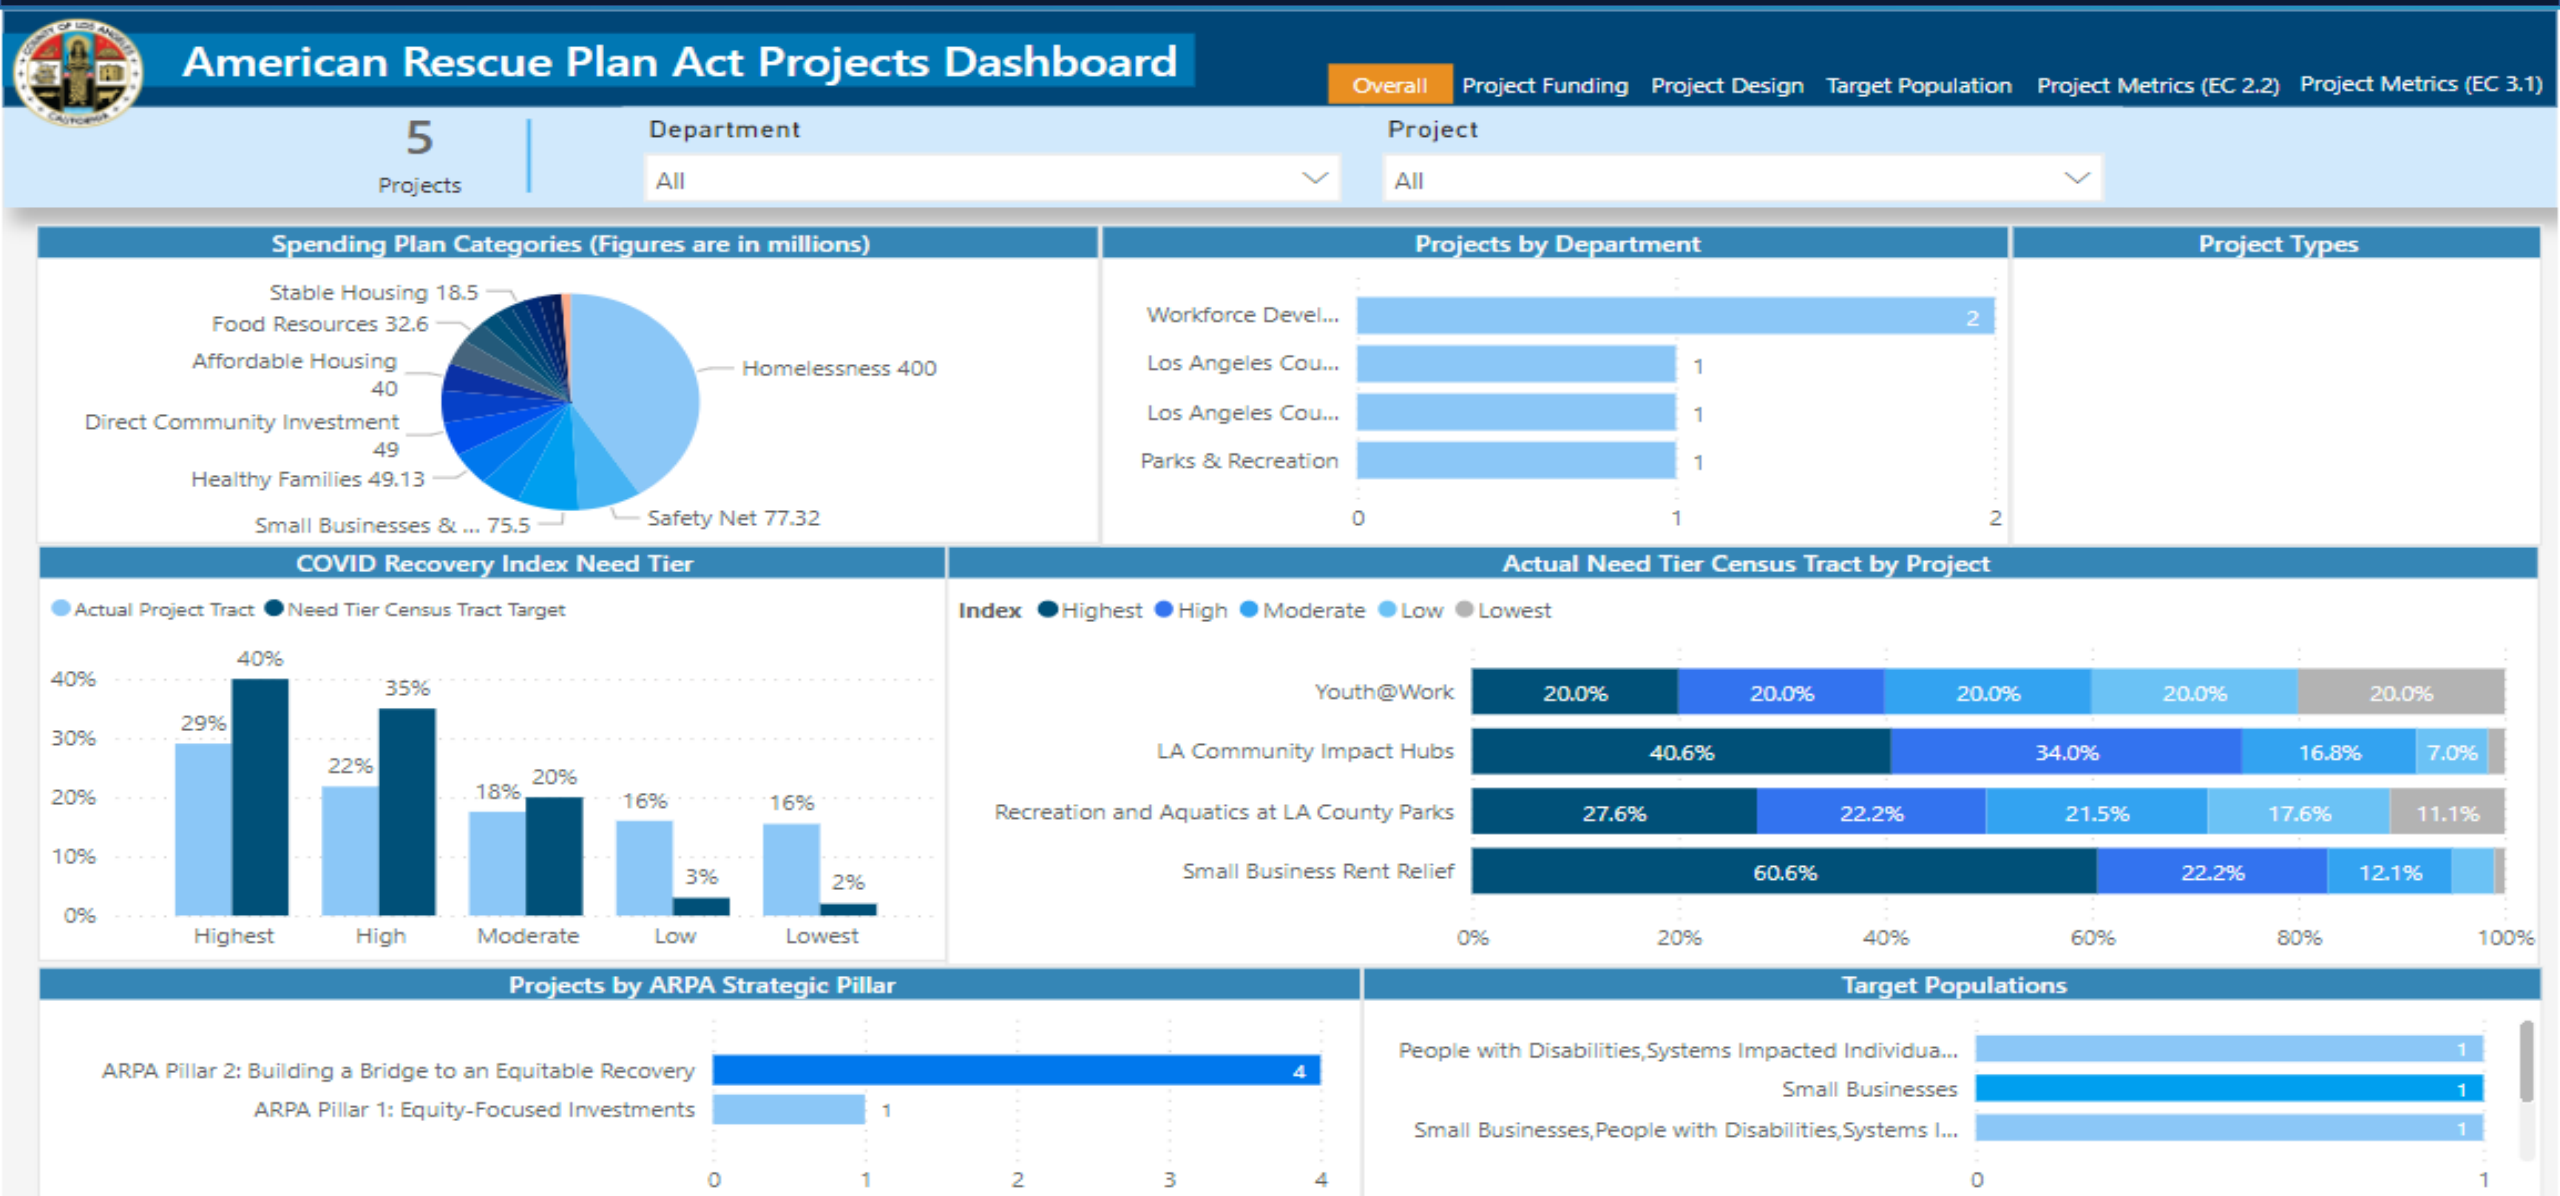 COUNTY OF LOS ANGELES
CALIFORNIA
American Rescue Plan Act Projects Dashboard
Overall Project Funding Project Design Target Population Project Metrics (EC 2.2) Project Metrics (EC 3.1)
5
Projects
Department
All
Project
All
Spending Plan Categories (Figures are in millions)
Stable Housing 18.5
Food Resources 32.6
Affordable Housing
40
Direct Community Investment
49
Healthy Families 49.13
Small Businesses & ... 75.5
Homelessness 400
Safety Net 77.32
Projects by Department
Workforce Devel... 2
Los Angeles Cou... 1
Los Angeles Cou... 1
Parks & Recreation 1
0 1 2
Project Types
COVID Recovery Index Need Tier
Actual Project Tract Need Tier Census Tract Target
40%
30%
20%
10%
0%
29% 40%
22% 35%
18% 20%
16% 3%
16% 2%
Highest High Moderate Low Lowest
Actual Need Tier Census Tract by Project
Index Highest High Moderate Low Lowest
Youth@Work 20.0% 20.0% 20.0% 20.0% 20.0%
LA Community Impact Hubs 40.6% 34.0% 16.8% 7.0%
Recreation and Aquatics at LA County Parks 27.6% 22.2% 21.5% 17.6% 11.1%
Small Business Rent Relief 60.6% 22.2% 12.1%
0% 20% 40% 60% 80% 100%
Projects by ARPA Strategic Pillar
ARPA Pillar 2: Building a Bridge to an Equitable Recovery 4
ARPA Pillar 1: Equity-Focused Investments 1
0 1 2 3 4
Target Populations
People with Disabilities,Systems Impacted Individua... 1
Small Businesses 1
Small Businesses,People with Disabilities,Systems I... 1
0 1